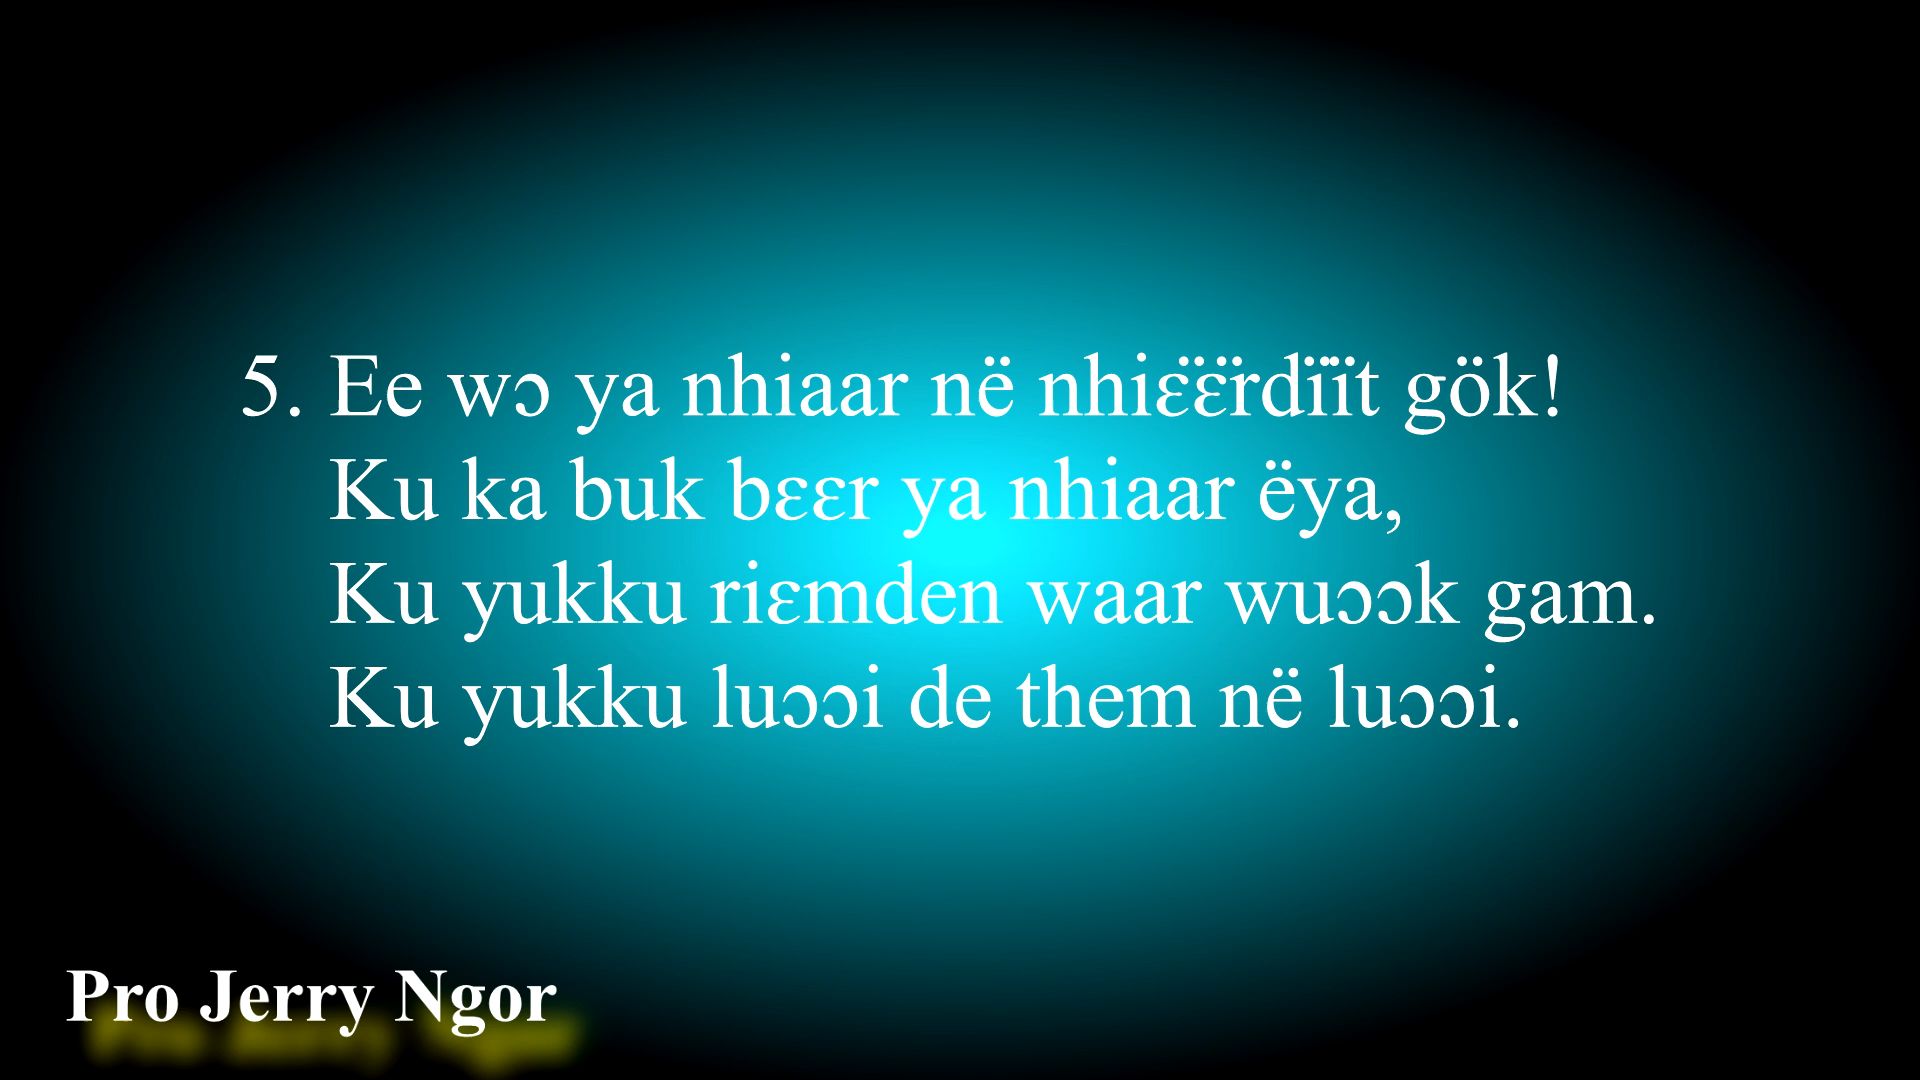 5. Ee wɔ ya nhiaar në nhiɛ̈ɛ̈rdïït gök!
Ku ka buk bɛɛr ya nhiaar ëya,
Ku yukku riɛmden waar wuɔɔk gam.
Ku yukku luɔɔi de them në luɔɔi.
Pro Jerry Ngor